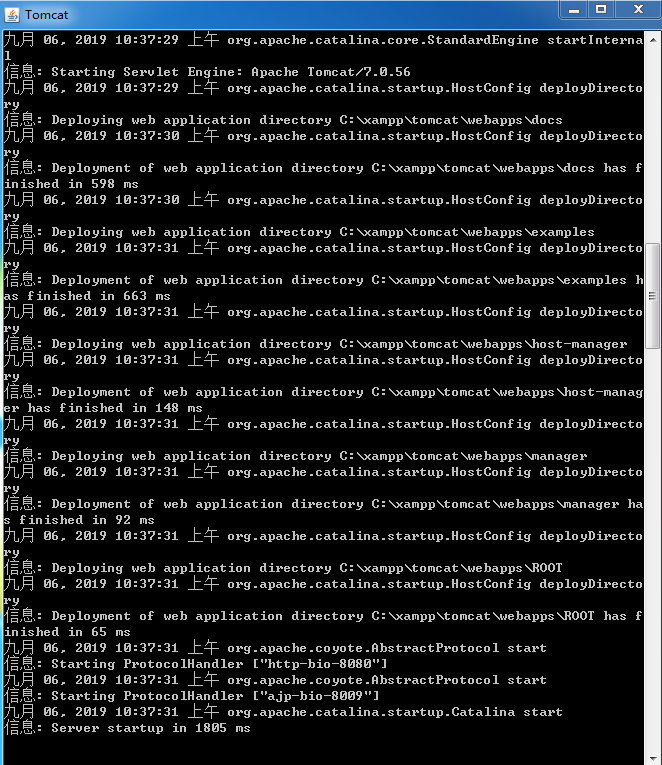 Tomcat
九月 06, 2019 10:37:29 上午 org.apache.catalina.core.StandardEngine startInterna
l
信息: Starting Servlet Engine: Apache Tomcat/7.0.56
九月 06, 2019 10:37:29 上午 org.apache.catalina.startup.HostConfig deployDirecto
ry
信息: Deploying web application directory C:\xampp\tomcat\webapps\docs
九月 06, 2019 10:37:30 上午 org.apache.catalina.startup.HostConfig deployDirecto
ry
信息: Deployment of web application directory C:\xampp\tomcat\webapps\docs has f
inished in 598 ms
九月 06, 2019 10:37:30 上午 org.apache.catalina.startup.HostConfig deployDirecto
ry
信息: Deploying web application directory C:\xampp\tomcat\webapps\examples
九月 06, 2019 10:37:31 上午 org.apache.catalina.startup.HostConfig deployDirecto
ry
信息: Deployment of web application directory C:\xampp\tomcat\webapps\examples h
as finished in 663 ms
九月 06, 2019 10:37:31 上午 org.apache.catalina.startup.HostConfig deployDirecto
ry
信息: Deploying web application directory C:\xampp\tomcat\webapps\host-manager
九月 06, 2019 10:37:31 上午 org.apache.catalina.startup.HostConfig deployDirecto
ry
信息: Deployment of web application directory C:\xampp\tomcat\webapps\host-manag
er has finished in 148 ms
九月 06, 2019 10:37:31 上午 org.apache.catalina.startup.HostConfig deployDirecto
ry
信息: Deploying web application directory C:\xampp\tomcat\webapps\manager
九月 06, 2019 10:37:31 上午 org.apache.catalina.startup.HostConfig deployDirecto
ry
信息: Deployment of web application directory C:\xampp\tomcat\webapps\manager ha
s finished in 92 ms
九月 06, 2019 10:37:31 上午 org.apache.catalina.startup.HostConfig deployDirecto
ry
信息: Deploying web application directory C:\xampp\tomcat\webapps\ROOT
九月 06, 2019 10:37:31 上午 org.apache.catalina.startup.HostConfig deployDirecto
ry
信息: Deployment of web application directory C:\xampp\tomcat\webapps\ROOT has f
inished in 65 ms
九月 06, 2019 10:37:31 上午 org.apache.coyote.AbstractProtocol start
信息: Starting ProtocolHandler ["http-bio-8080"]
九月 06, 2019 10:37:31 上午 org.apache.coyote.AbstractProtocol start
信息: Starting ProtocolHandler ["ajp-bio-8009"]
九月 06, 2019 10:37:31 上午 org.apache.catalina.startup.Catalina start
信息: Server startup in 1805 ms